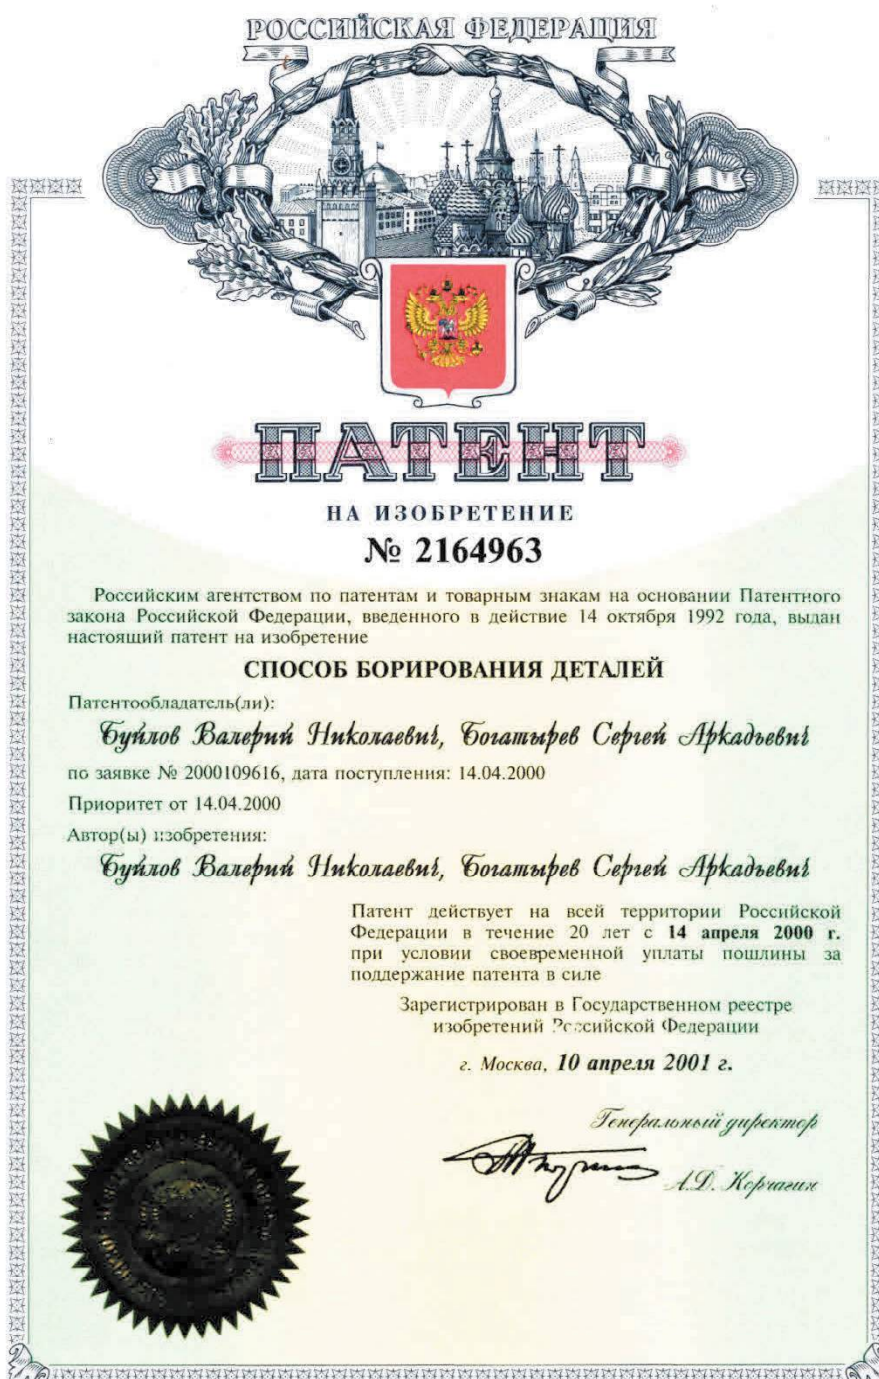 РОССИЙСКАЯ ФЕДЕРАЦИЯ
ПАТЕНТ
НА ИЗОБРЕТЕНИЕ
№ 2164963
Российским агентством по патентам и товарным знакам на основании Патентного
закона Российской Федерации, введенного в действие 14 октября 1992 года, выдан
настоящий патент на изобретение
СПОСОБ БОРИРОВАНИЯ ДЕТАЛЕЙ
Патентообладатель(ли):
Буйлов Валерий Николаевич, Богатырев Сергей Аркадьевич
по заявке № 2000109616, дата поступления: 14.04.2000
Приоритет от 14.04.2000
Автор(ы) изобретения:
Буйлов Валерий Николаевич, Богатырев Сергей Аркадьевич
Патент действует на всей территории Российской
Федерации в течение 20 лет с 14 апреля 2000 г.
при условии своевременной уплаты пошлины за
поддержание патента в силе
Зарегистрирован в Государственном реестре
изобретений Российской Федерации
г. Москва, 10 апреля 2001 г.
Генеральный директор
А.Д. Корчагин